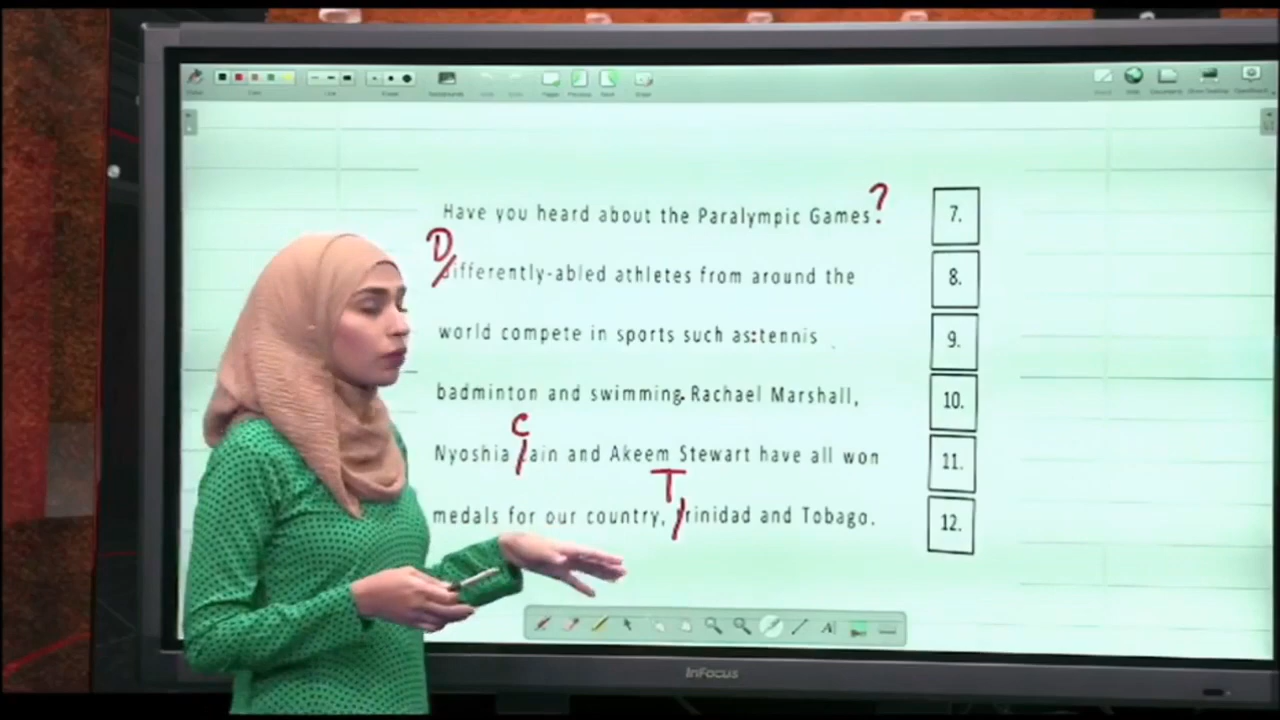 Have you heard about the Paralympic Games?
7.
Differently-abled athletes from around the
8.
world compete in sports such as:tennis
9.
badminton and swimming. Rachael Marshall,
10.
Nyoshia Cain and Akeem Stewart have all won
11.
medals for our country, Trinidad and Tobago.
12.
InFocus